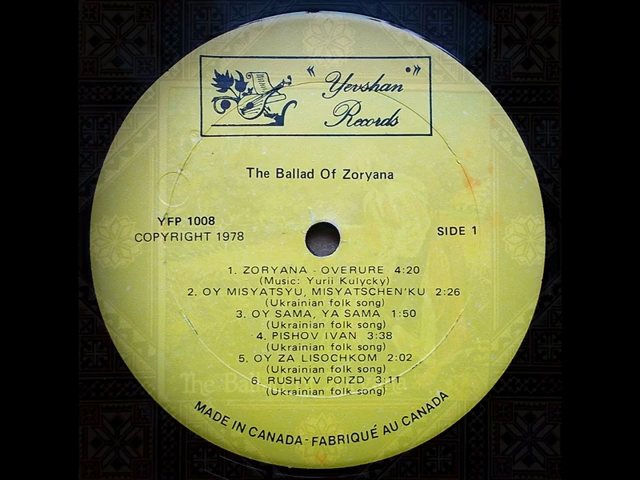 " Yevshan "
Records
The Ballad Of Zoryana
YFP 1008
COPYRIGHT 1978
SIDE 1
1. ZORYANA - OVERURE 4:20
(Music: Yurii Kulycky)
2. OY MISYATSYU, MISYATSCHEN'KU 2:26
(Ukrainian folk song)
3. OY SAMA, YA SAMA 1:50
(Ukrainian folk song)
4. PISHOV IVAN 3:38
(Ukrainian folk song)
5. OY ZA LISOCHKOM 2:02
(Ukrainian folk song)
6. RUSHYV POIZD 3:11
(Ukrainian folk song)
MADE IN CANADA - FABRIQUÉ AU CANADA